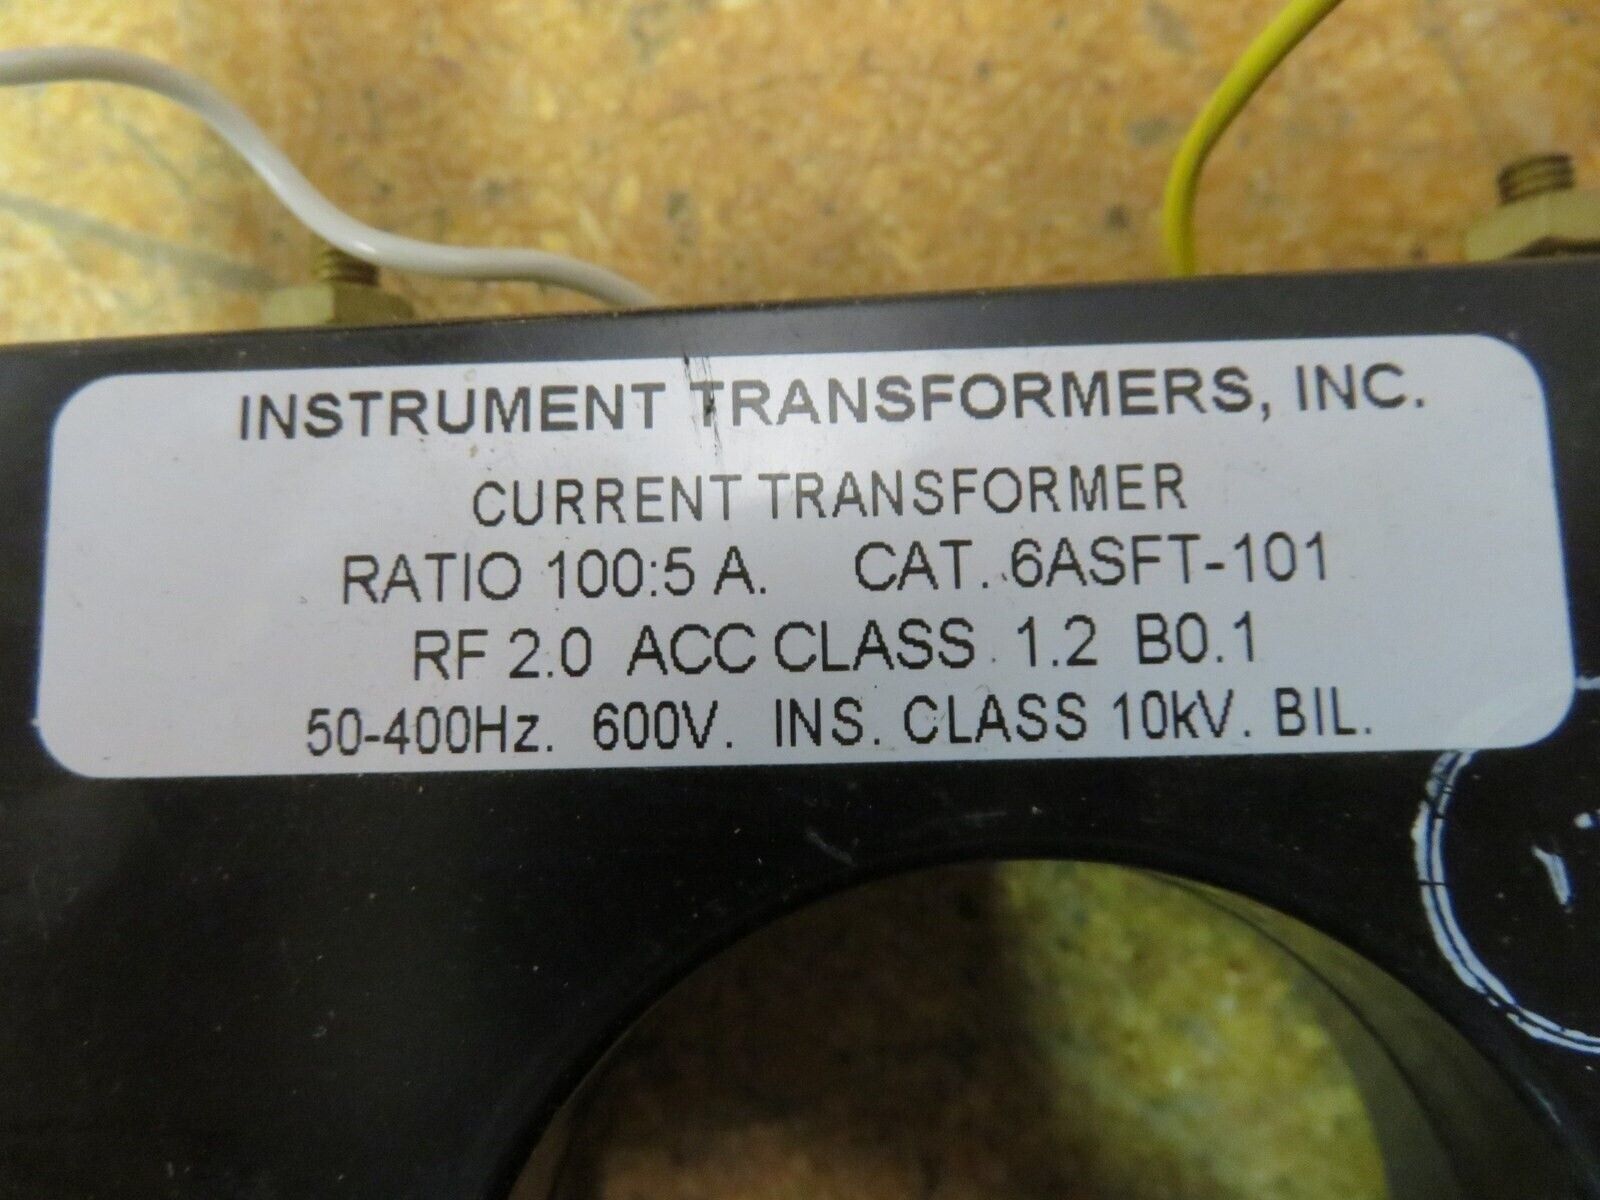 INSTRUMENT TRANSFORMERS, INC.
CURRENT TRANSFORMER
RATIO 100:5 A. CAT. 6ASFT-101
RF 2.0 ACC CLASS 1.2 B0.1
50-400Hz. 600V. INS. CLASS 10kV. BIL.